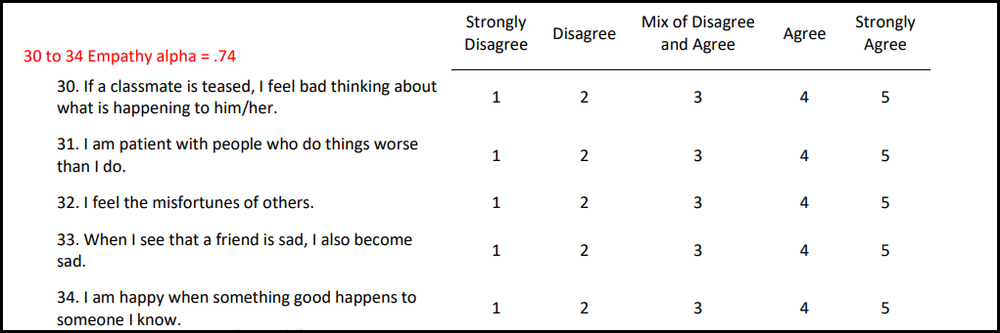 Strongly Disagree Disagree Mix of Disagree and Agree Agree Strongly Agree
30 to 34 Empathy alpha = .74
30. If a classmate is teased, I feel bad thinking about
what is happening to him/her. 1 2 3 4 5
31. I am patient with people who do things worse
than I do. 1 2 3 4 5
32. I feel the misfortunes of others. 1 2 3 4 5
33. When I see that a friend is sad, I also become
sad. 1 2 3 4 5
34. I am happy when something good happens to
someone I know. 1 2 3 4 5